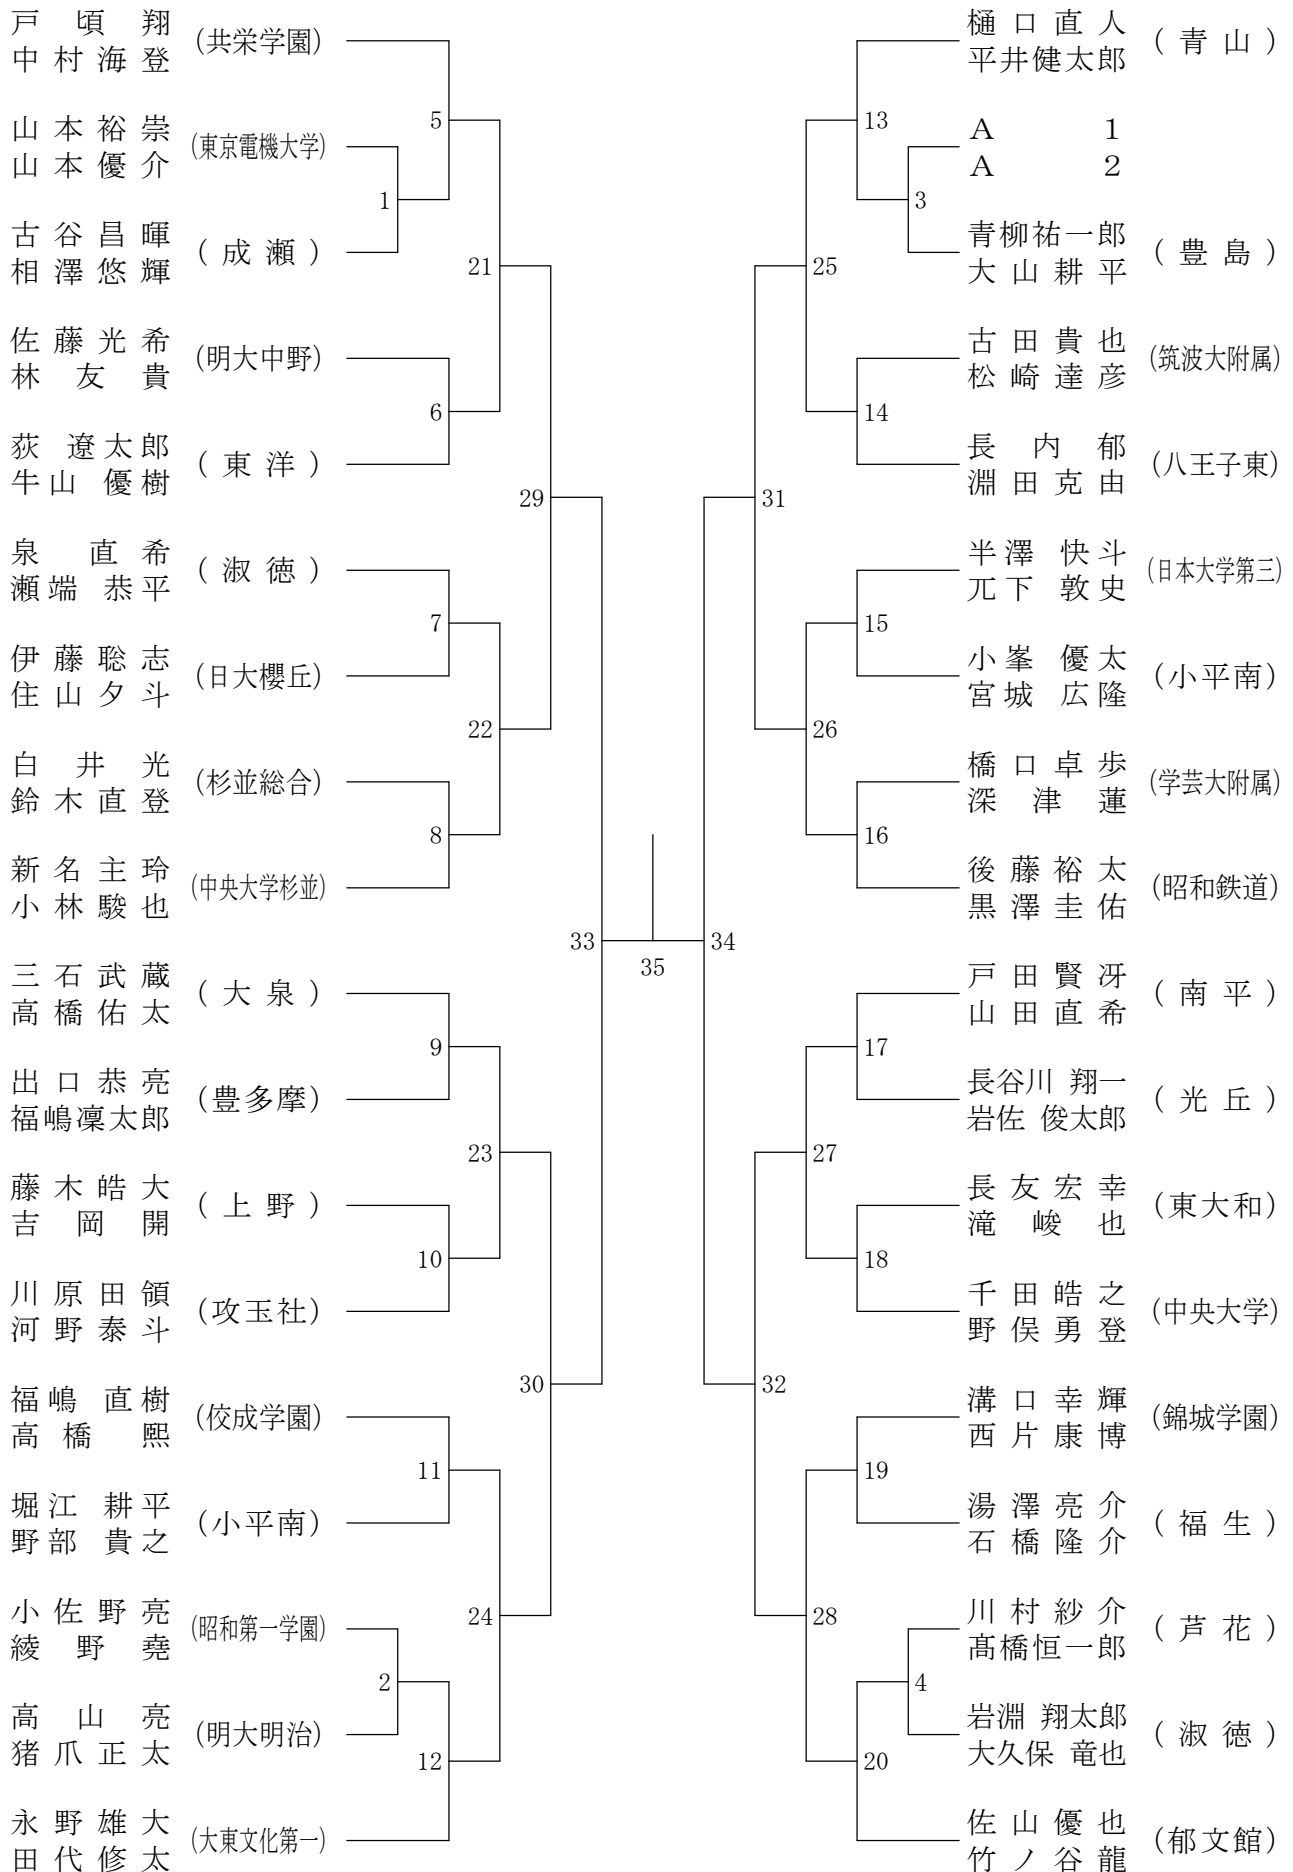 戸頃翔
中村海登
(共栄学園)
山本裕崇
山本優介
(東京電機大学)
古谷昌暉
相澤悠輝
(成瀬)
佐藤光希
林友貴
(明大中野)
荻遼太郎
牛山優樹
(東洋)
泉直希
瀬端恭平
(淑徳)
伊藤聡志
住山夕斗
(日大櫻丘)
白井光
鈴木直登
(杉並総合)
新名主玲
小林駿也
(中央大学杉並)
三石武蔵
高橋佑太
(大泉)
出口恭亮
福嶋凜太郎
(豊多摩)
藤木皓大
吉岡開
(上野)
川原田領
河野泰斗
(攻玉社)
福嶋直樹
高橋熙
(佼成学園)
堀江耕平
野部貴之
(小平南)
小佐野亮
綾野堯
(昭和第一学園)
高山亮
猪爪正太
(明大明治)
永野雄大
田代修太
(大東文化第一)
1
2
5
6
7
8
9
10
11
12
21
22
23
24
29
30
33
35
34
31
32
25
26
27
28
13
14
15
16
17
18
19
20
3
4
樋口直人
平井健太郎
(青山)
A 1
A 2
青柳祐一郎
大山耕平
(豊島)
古田貴也
松崎達彦
(筑波大附属)
長内郁
淵田克由
(八王子東)
半澤快斗
兀下敦史
(日本大学第三)
小峯優太
宮城広隆
(小平南)
橋口卓歩
深津蓮
(学芸大附属)
後藤裕太
黒澤圭佑
(昭和鉄道)
戸田賢冴
山田直希
(南平)
長谷川翔一
岩佐俊太郎
(光丘)
長友宏幸
滝峻也
(東大和)
千田皓之
野俣勇登
(中央大学)
溝口幸輝
西片康博
(錦城学園)
湯澤亮介
石橋隆介
(福生)
川村紗介
髙橋恒一郎
(芦花)
岩淵翔太郎
大久保竜也
(淑徳)
佐山優也
竹ノ谷龍
(郁文館)